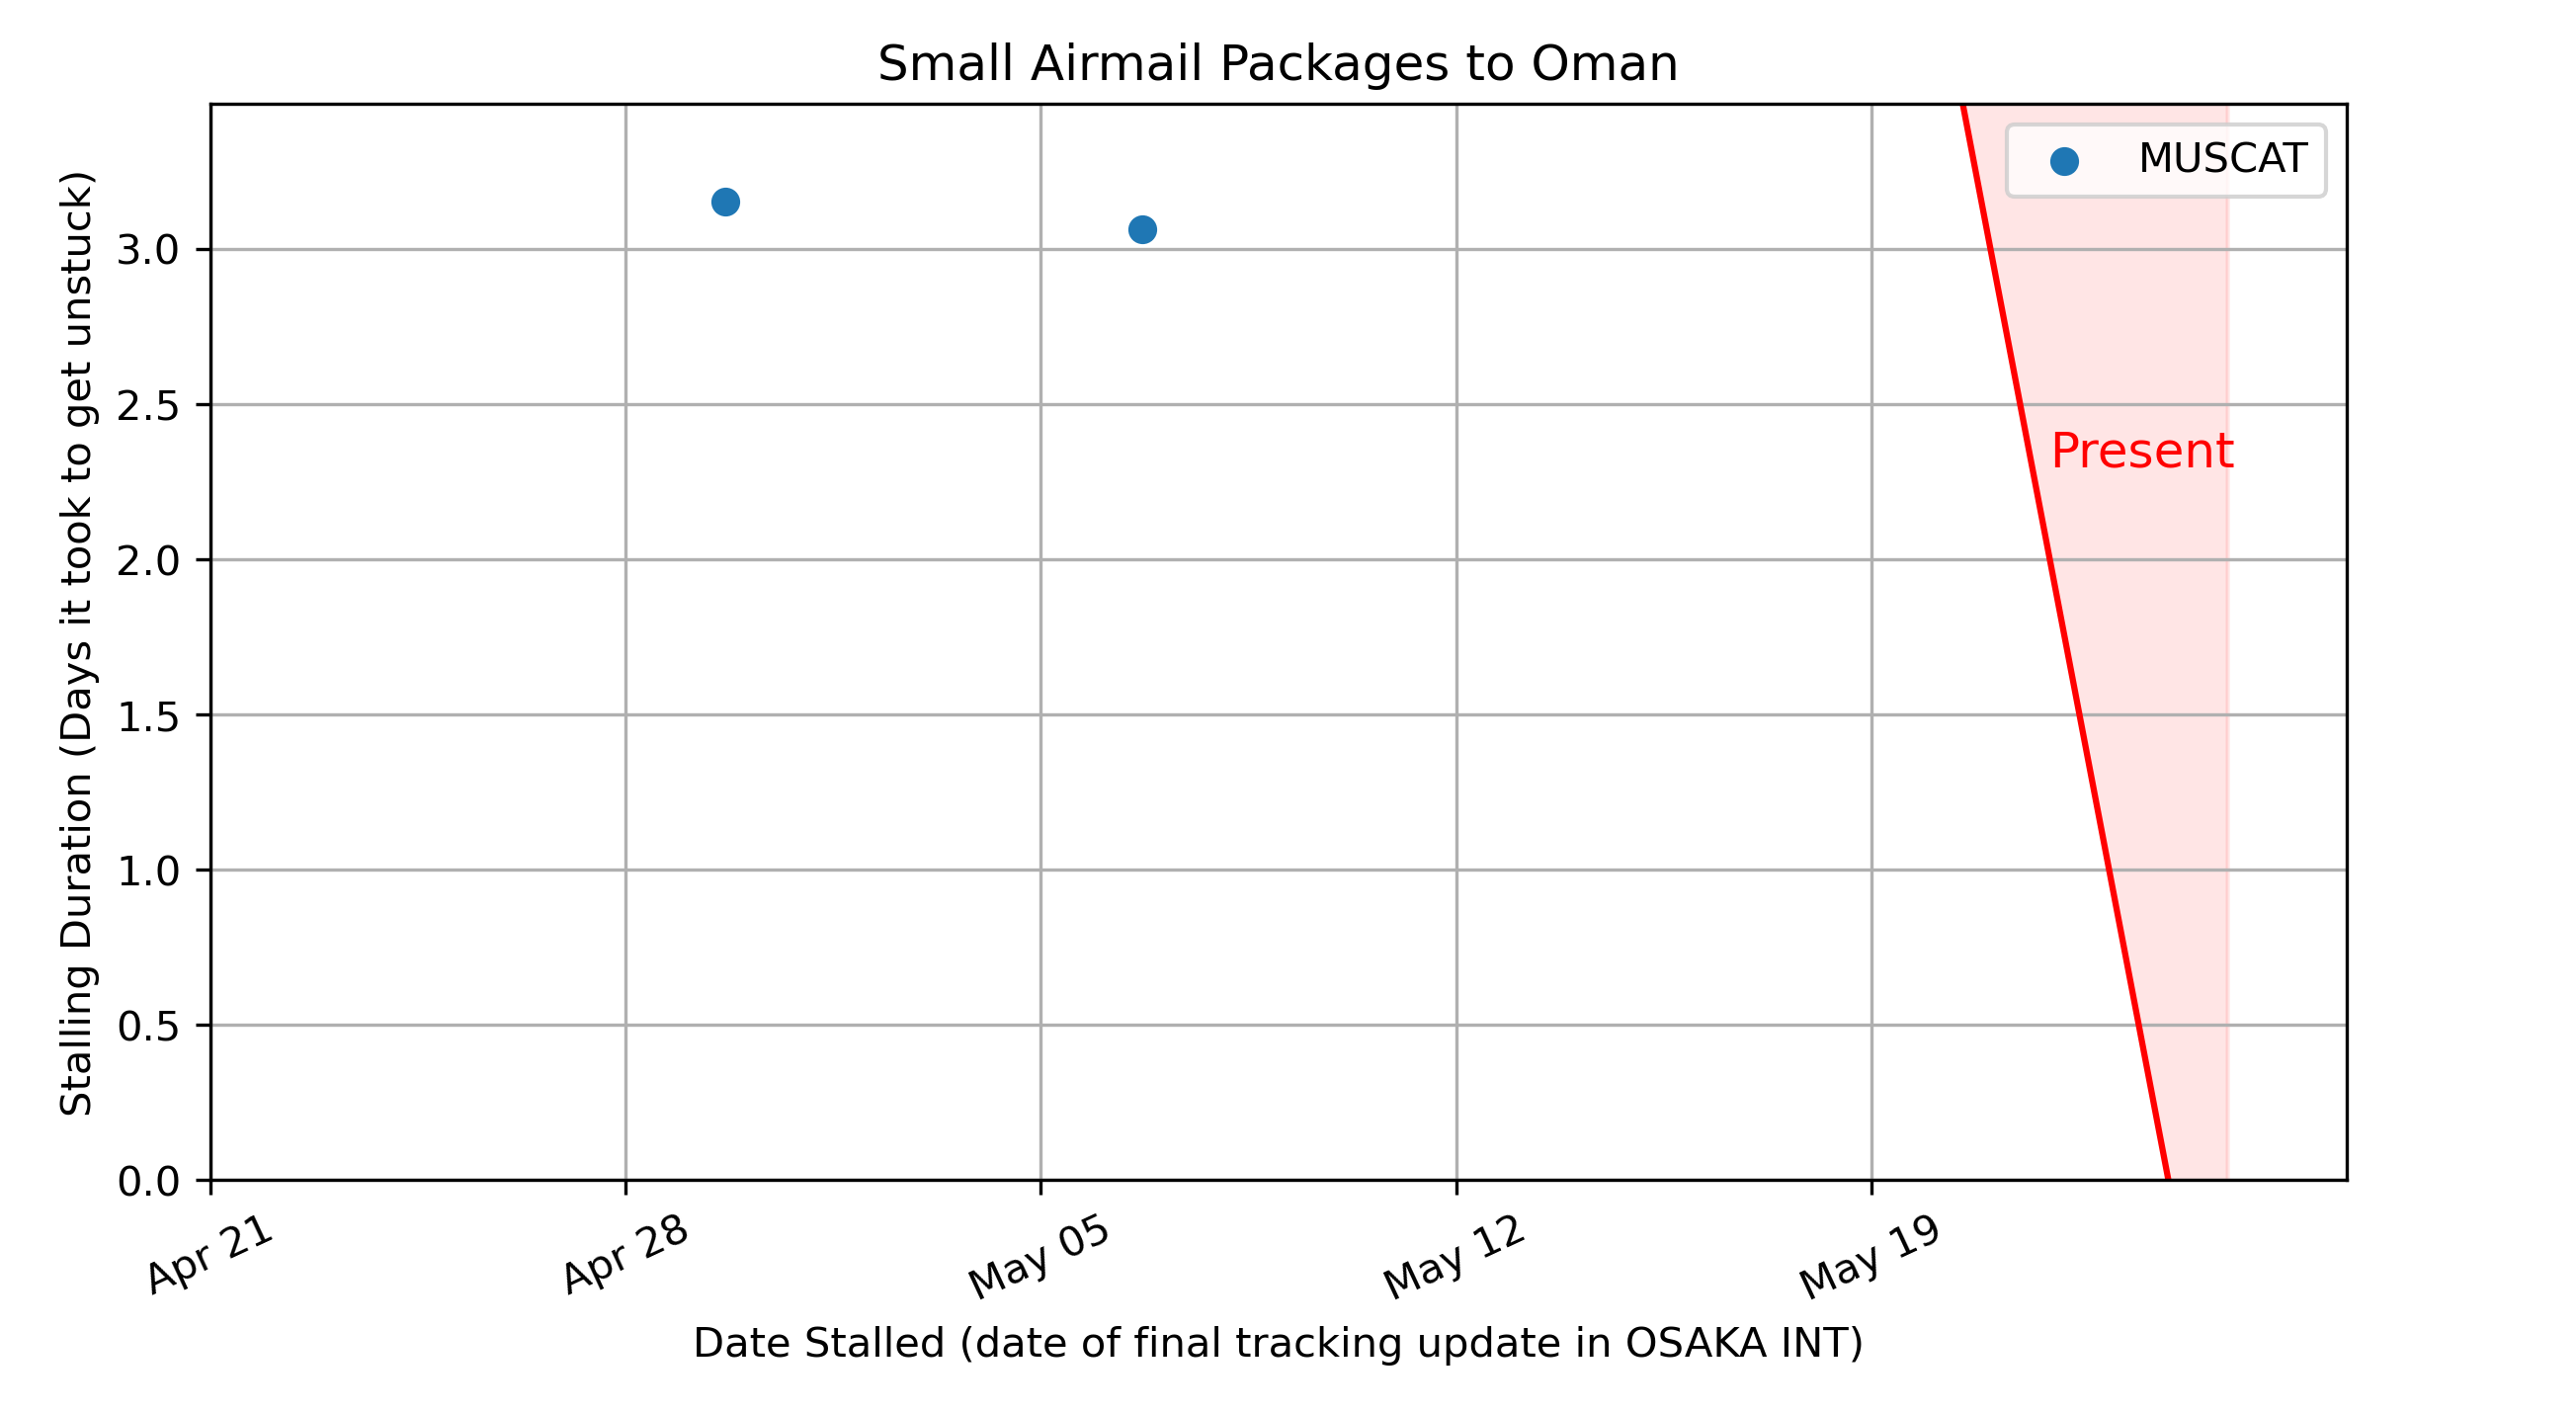 Small Airmail Packages to Oman
MUSCAT
Present
Stalling Duration (Days it took to get unstuck)
3.0
2.5
2.0
1.5
1.0
0.5
0.0
Apr 21
Apr 28
May 05
May 12
May 19
Date Stalled (date of final tracking update in OSAKA INT)